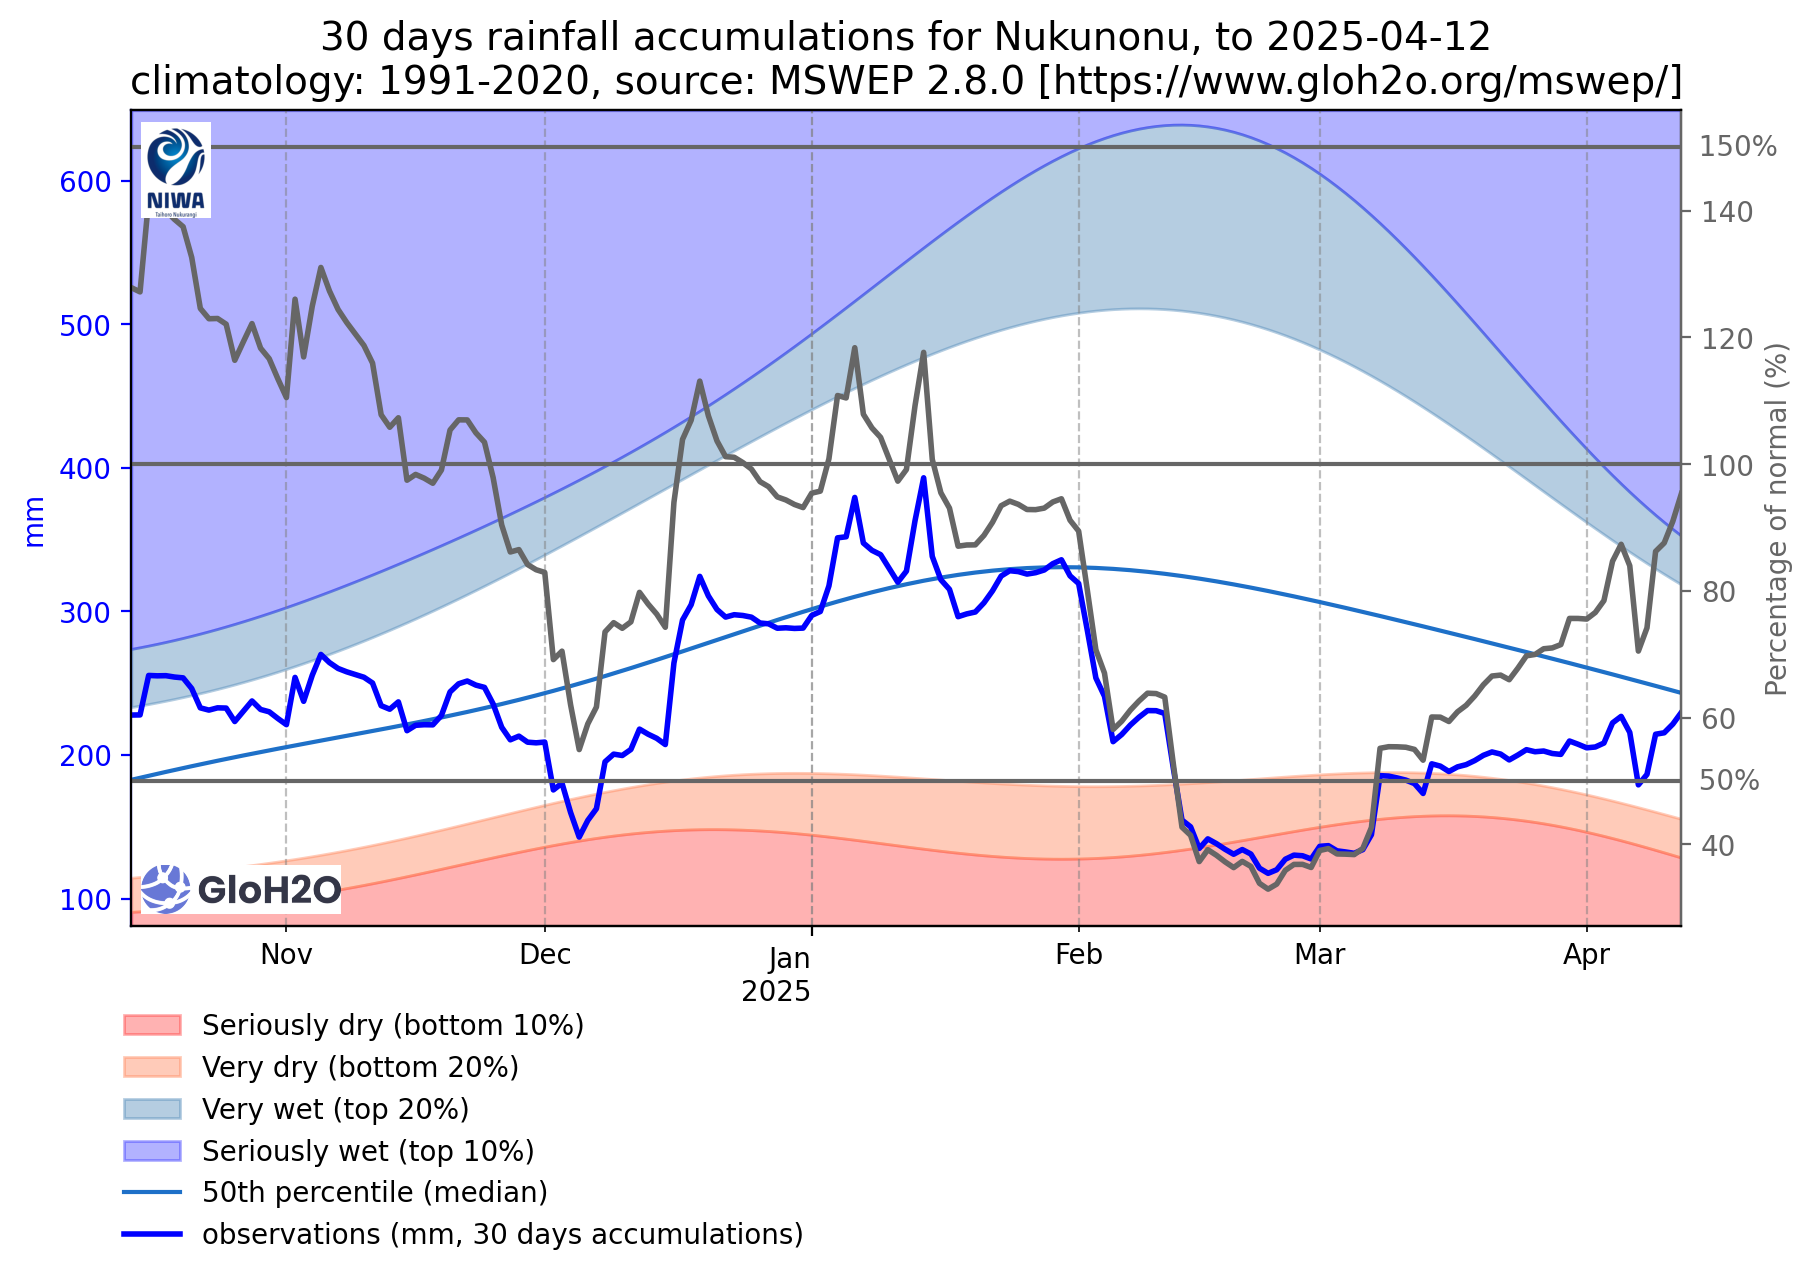 30 days rainfall accumulations for Nukunonu, to 2025-04-12
climatology: 1991-2020, source: MSWEP 2.8.0 [https://www.gloh2o.org/mswep/]
NIWA
Taihoro Nukurangi
600
500
400
300
200
100
mm
150%
140
120
100
80
60
50%
40
Percentage of normal (%)
GloH2O
Nov
Dec
Jan
2025
Feb
Mar
Apr
Seriously dry (bottom 10%)
Very dry (bottom 20%)
Very wet (top 20%)
Seriously wet (top 10%)
50th percentile (median)
observations (mm, 30 days accumulations)